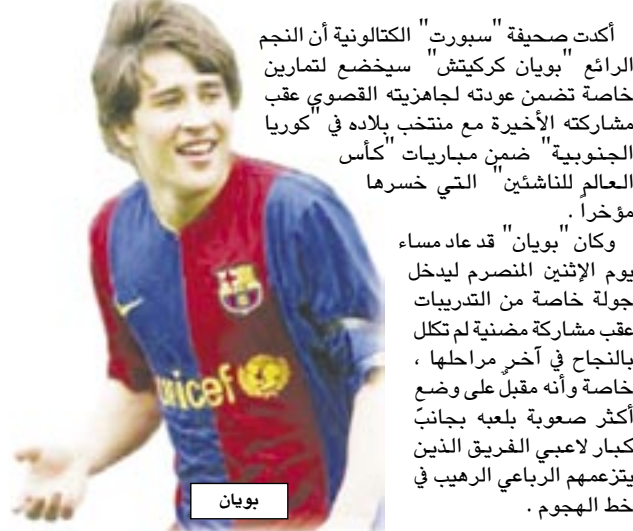 أكدت صحيفة "سبورت" الكتالونية أن النجم
الرائع "بويان كركيتش" سيخضع لتمارين
خاصة تضمن عودته لجاهزيته القصوى عقب
مشاركته الأخيرة مع منتخب بلاده في "كوريا
الجنوبية" ضمن مباريات "كأس
العالم للناشئين" التي خسرها
مؤخراً .
وكان "بويان" قد عاد مساء
يوم الإثنين المنصرم ليدخل
جولة خاصة من التدريبات
عقب مشاركة مضنية لم تكلل
بالنجاح في آخر مراحلها ،
خاصة وأنه مقبلٌ على وضع
أكثر صعوبة بلعبه بجانبّ
كبار لاعبي الفريق الذين
يتزعمهم الرباعي الرهيب في
خط الهجوم .
unicef
بويان